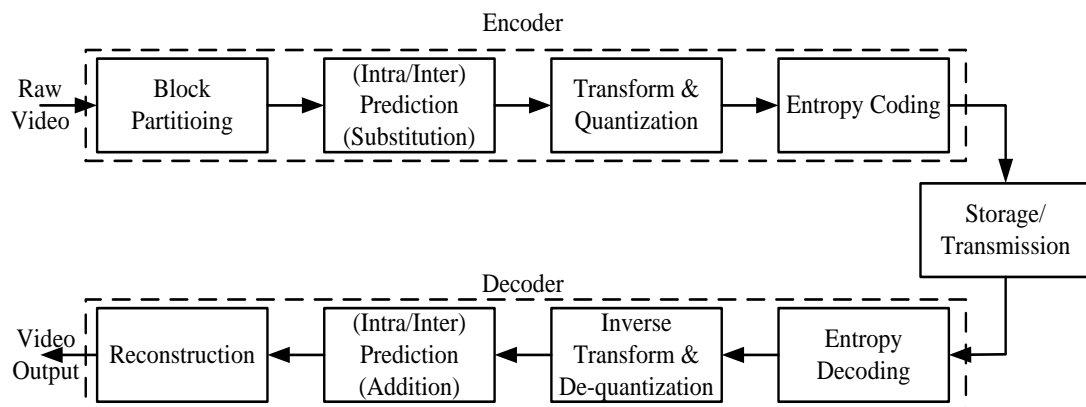 Encoder
Raw
Video
Block
Partitioing
(Intra/Inter)
Prediction
(Substitution)
Transform &
Quantization
Entropy Coding
Storage/
Transmission
Decoder
Video
Output
Reconstruction
(Intra/Inter)
Prediction
(Addition)
Inverse
Transform &
De-quantization
Entropy
Decoding